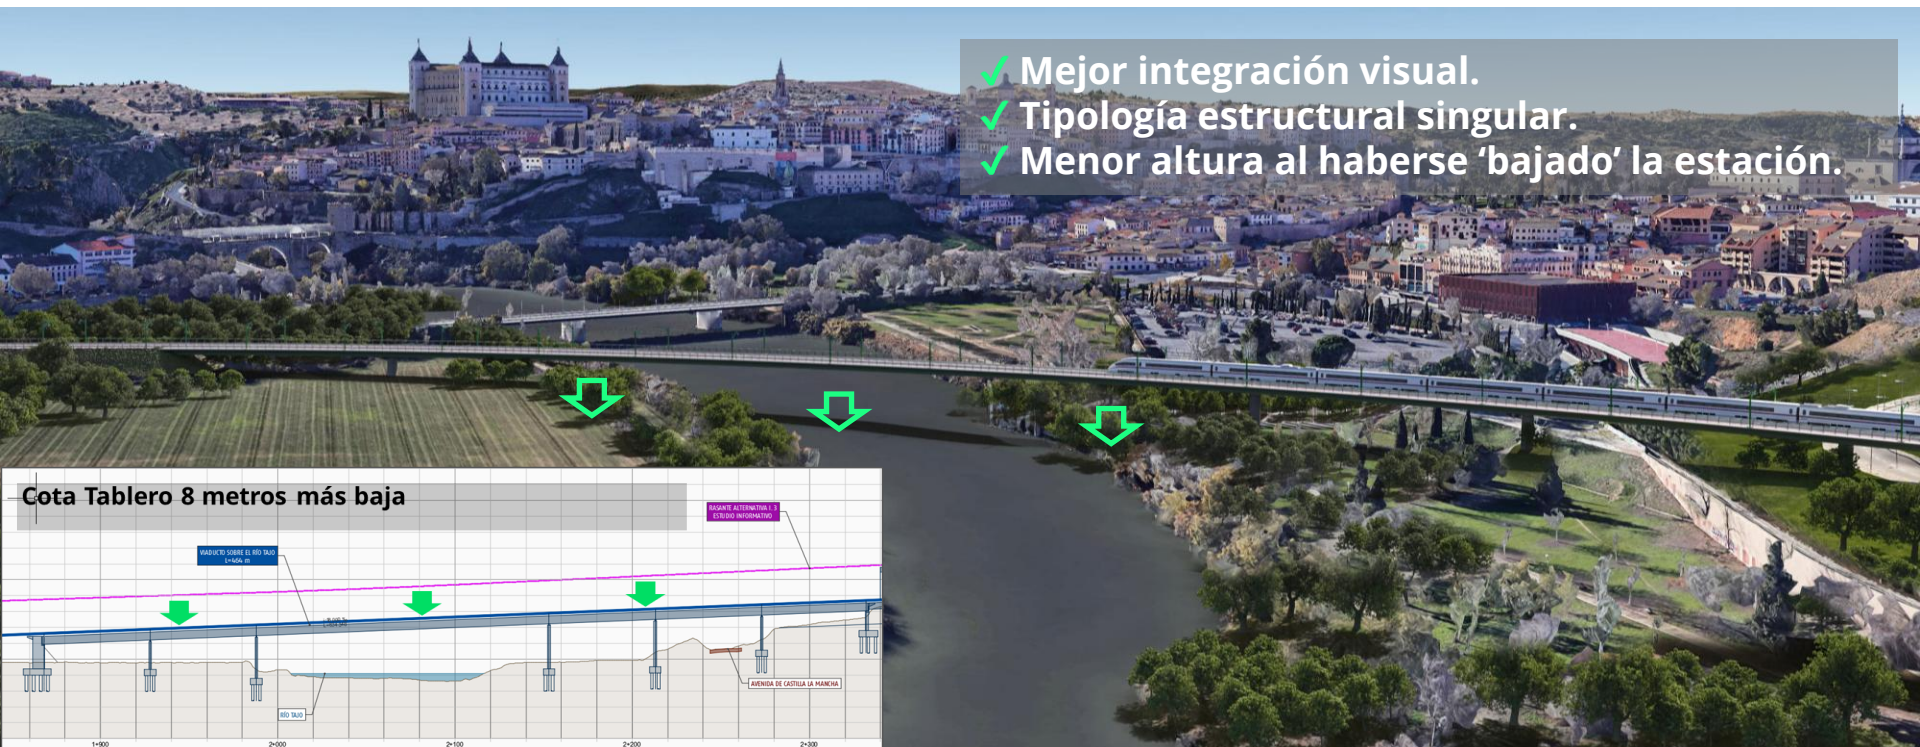 Mejor integración visual.
Tipología estructural singular.
Menor altura al haberse ‘bajado’ la estación.
Cota Tablero 8 metros más baja
RASANTE ALTERNATIVA I_3
ESTUDIO INFORMATIVO
VIADUCTO SOBRE EL RÍO TAJO
L=464 m
AVENIDA DE CASTILLA LA MANCHA
RÍO TAJO
1+900
2+000
2+100
2+200
2+300